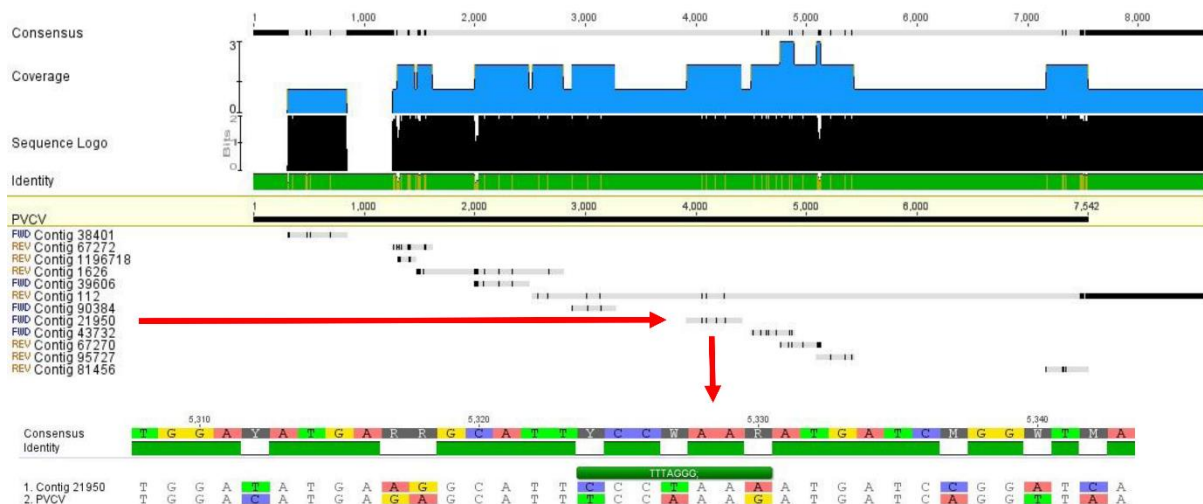 1 1,000 2,000 3,000 4,000 5,000 6,000 7,000 8,000
Consensus
3
Coverage
0
2
Sequence Logo
Bits
1
0
Identity
1 1,000 2,000 3,000 4,000 5,000 6,000 7,542
PVCV
FWD Contig 38401
REV Contig 67272
REV Contig 1196718
REV Contig 1626
FWD Contig 39606
REV Contig 112
FWD Contig 90384
FWD Contig 21950
FWD Contig 43732
REV Contig 67270
REV Contig 95727
REV Contig 81456
5,310 5,320 5,330 5,340
Consensus T G G A Y A T G A R R G C A T T Y C C W A A R A T G A T C M G G W T M A
Identity
TTTAGGG
1. Contig 21950 T G G A T A T G A A G G C A T T C C C T A A A A T G A T C C G G A T C A
2. PVCV T G G A C A T G A G A G C A T T T C C A A A G A T G A T C A G G T T A A